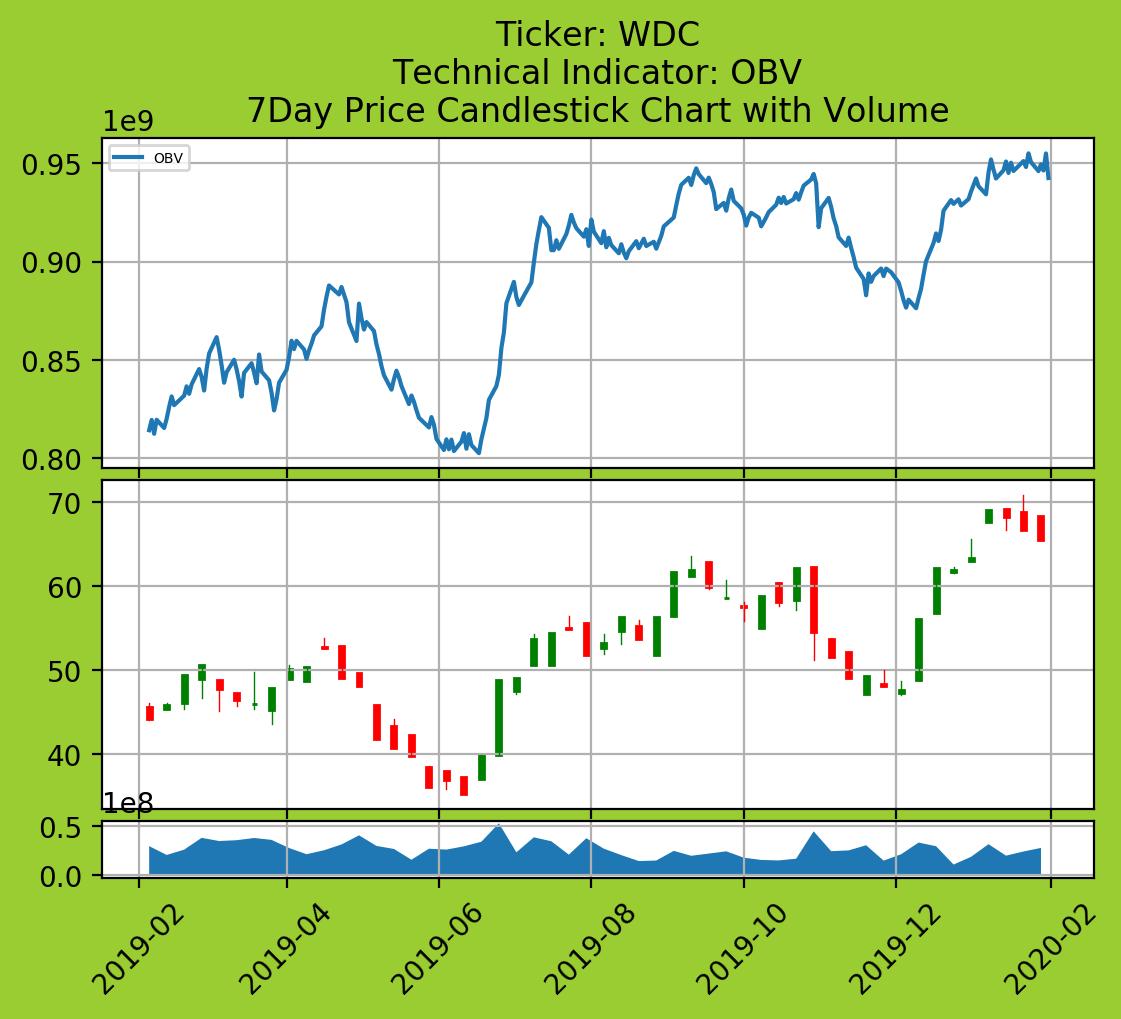 Ticker: WDC
Technical Indicator: OBV
7Day Price Candlestick Chart with Volume
1e9
OBV
0.95
0.90
0.85
0.80
70
60
50
40
1e8
0.5
0.0
2019-02
2019-04
2019-06
2019-08
2019-10
2019-12
2020-02